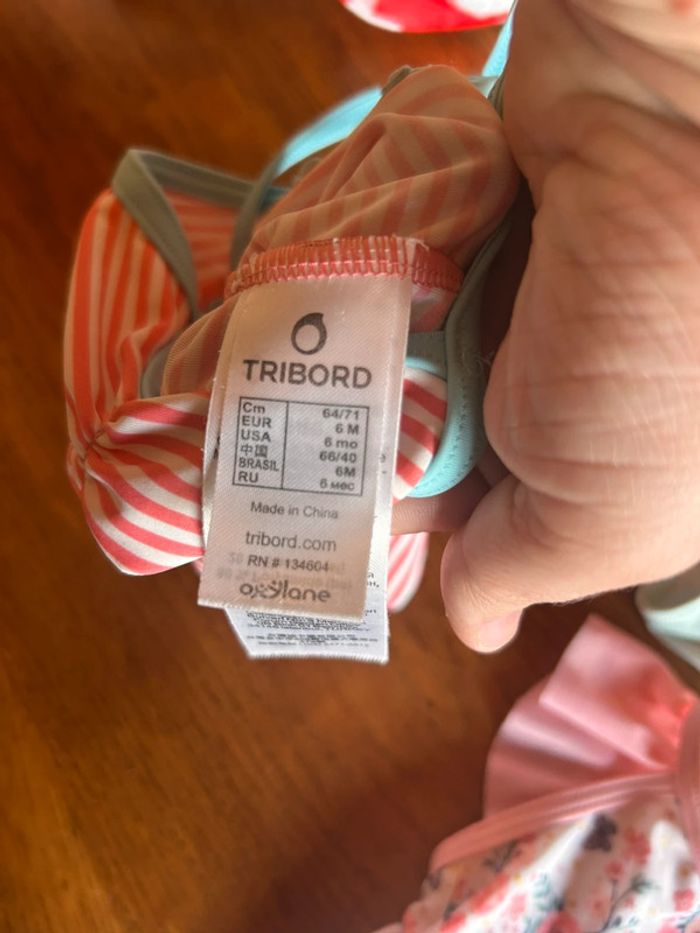 TRIBORD
Cm 64/71
EUR 6 M
USA 6 mo
中国 66/40
BRASIL 6M
RU 6 мес
Made in China
tribord.com
RN # 134604
oxylane